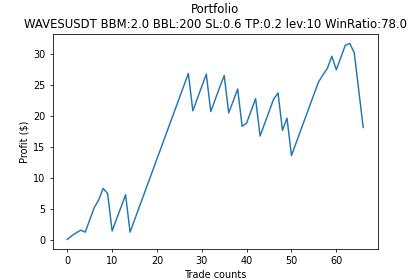 Portfolio
WAVESUSDT BBM:2.0 BBL:200 SL:0.6 TP:0.2 lev:10 WinRatio:78.0
30
25
20
15
10
5
0
Profit ($)
0 10 20 30 40 50 60
Trade counts